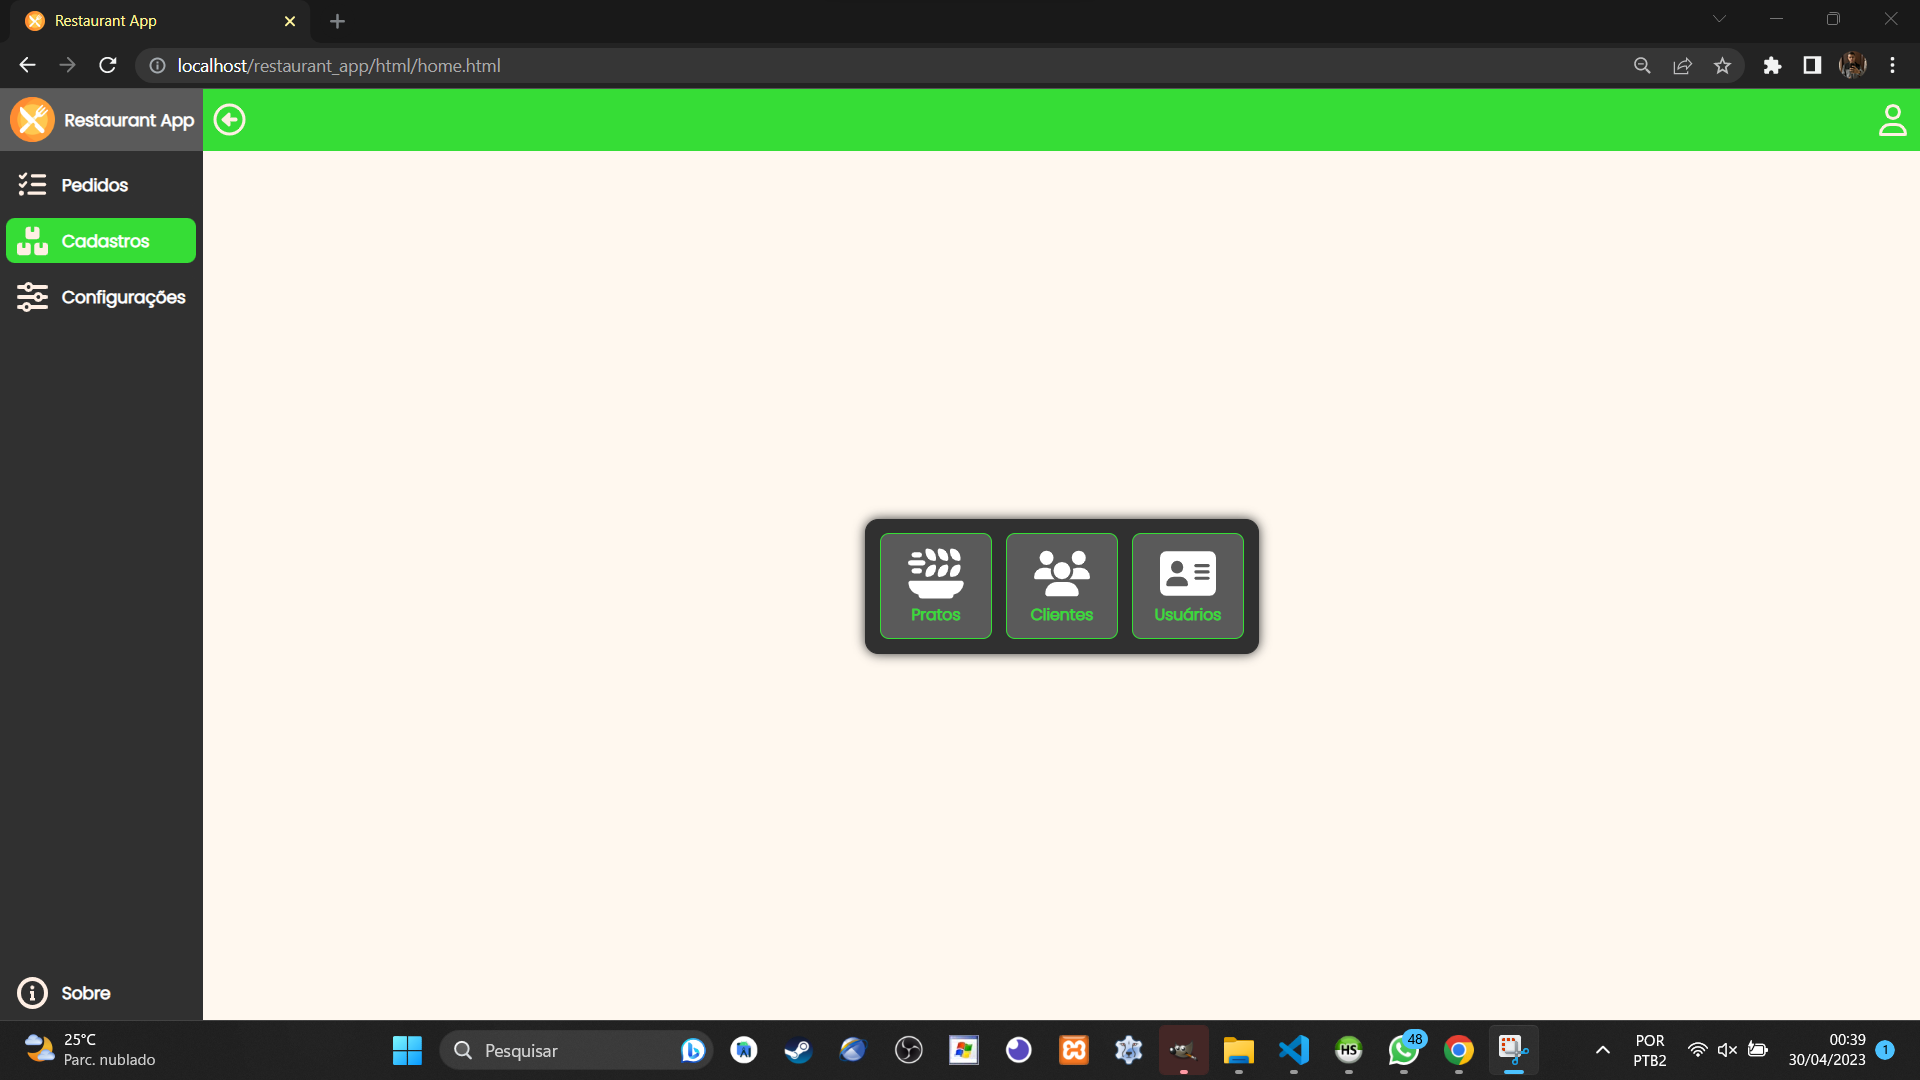 Restaurant App
localhost/restaurant_app/html/home.html
Restaurant App
Pedidos
Cadastros
Configurações
Pratos
Clientes
Usuários
Sobre
25°C
Parc. nublado
Pesquisar
HS
48
POR
PTB2
00:39
30/04/2023
1